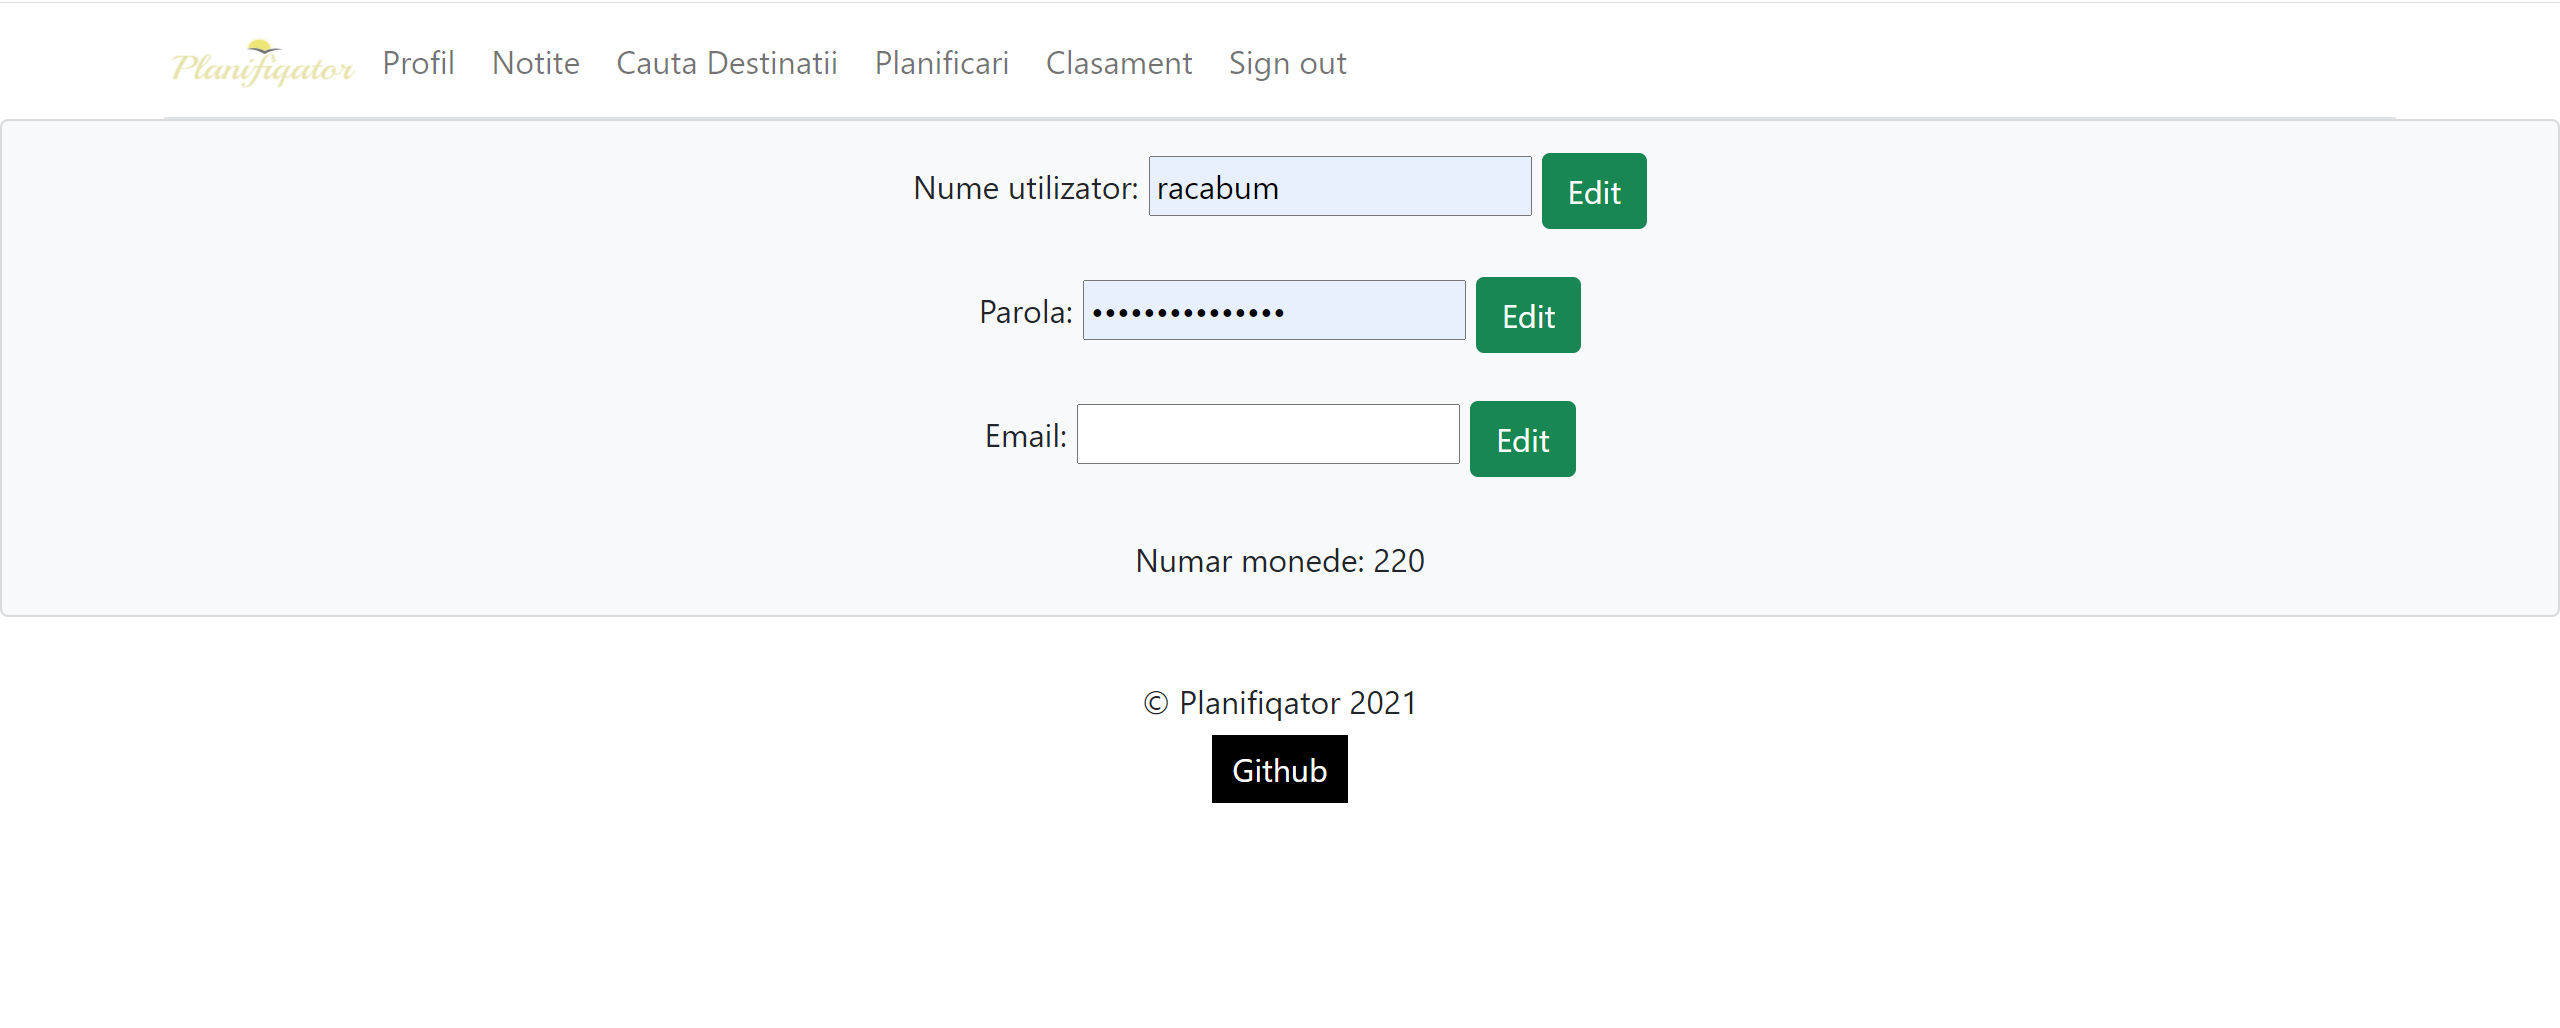 Planifiqator Profil Notite Cauta Destinatii Planificari Clasament Sign out
Nume utilizator: racabum Edit
Parola: ••••••••••••••• Edit
Email: Edit
Numar monede: 220
© Planifiqator 2021
Github